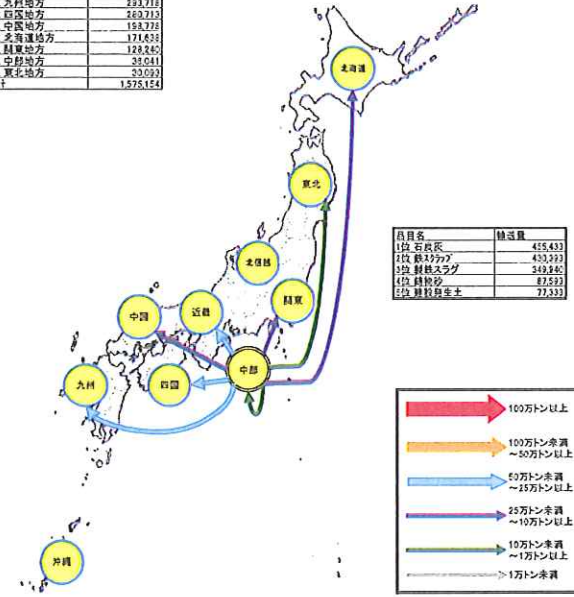 九州地方 293,718
四国地方 280,713
中国地方 198,778
北海道地方 171,638
関東地方 128,240
中部地方 38,041
東北地方 30,093
計 1,575,154
北海道
東北
北信越
関東
近畿
中国
中部
四国
九州
沖縄
品目名 輸送量
1位 石炭灰 455,433
2位 鉄スクラップ 430,393
3位 製鉄スラグ 349,940
4位 鋳物砂 87,593
5位 建設発生土 77,333
100万トン以上
100万トン未満
～50万トン以上
50万トン未満
～25万トン以上
25万トン未満
～10万トン以上
10万トン未満
～1万トン以上
1万トン未満